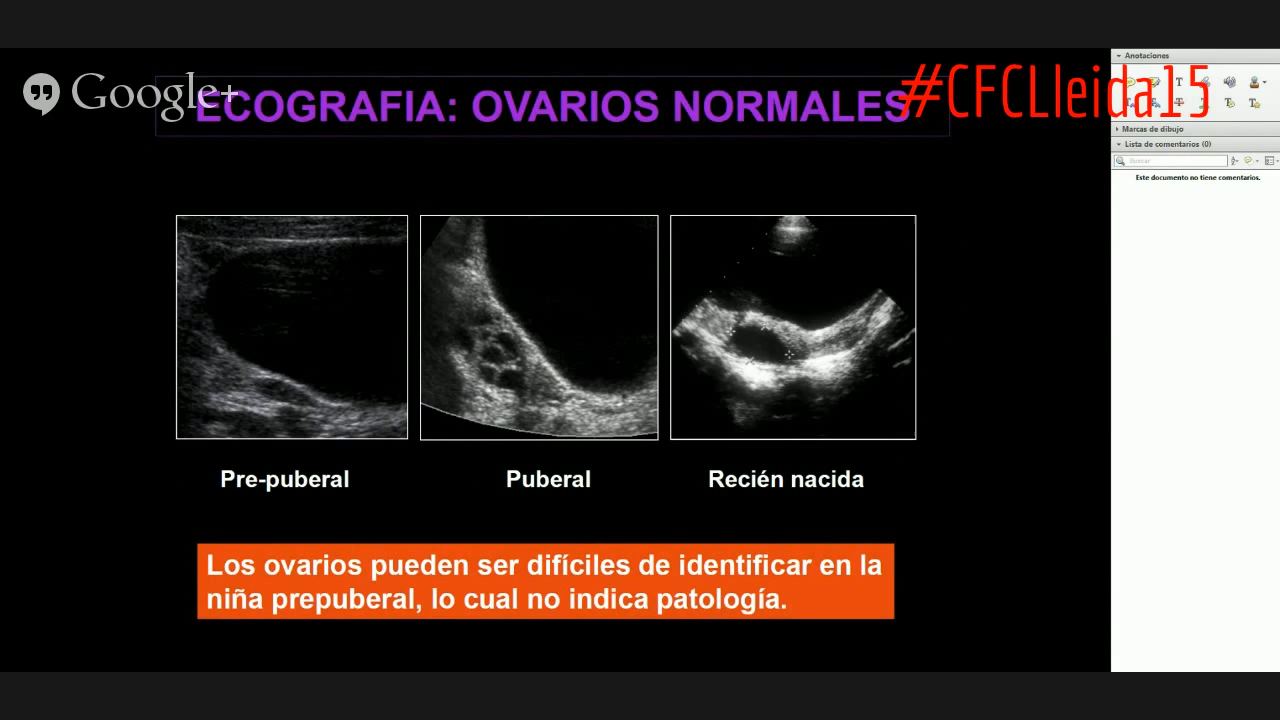 Google+
#CFCLleida15
ECOGRAFIA: OVARIOS NORMALES
Pre-puberal
Puberal
Recién nacida
Los ovarios pueden ser difíciles de identificar en la
niña prepuberal, lo cual no indica patología.
Anotaciones
Marcas de dibujo
Lista de comentarios (0)
Buscar
Este documento no tiene comentarios.